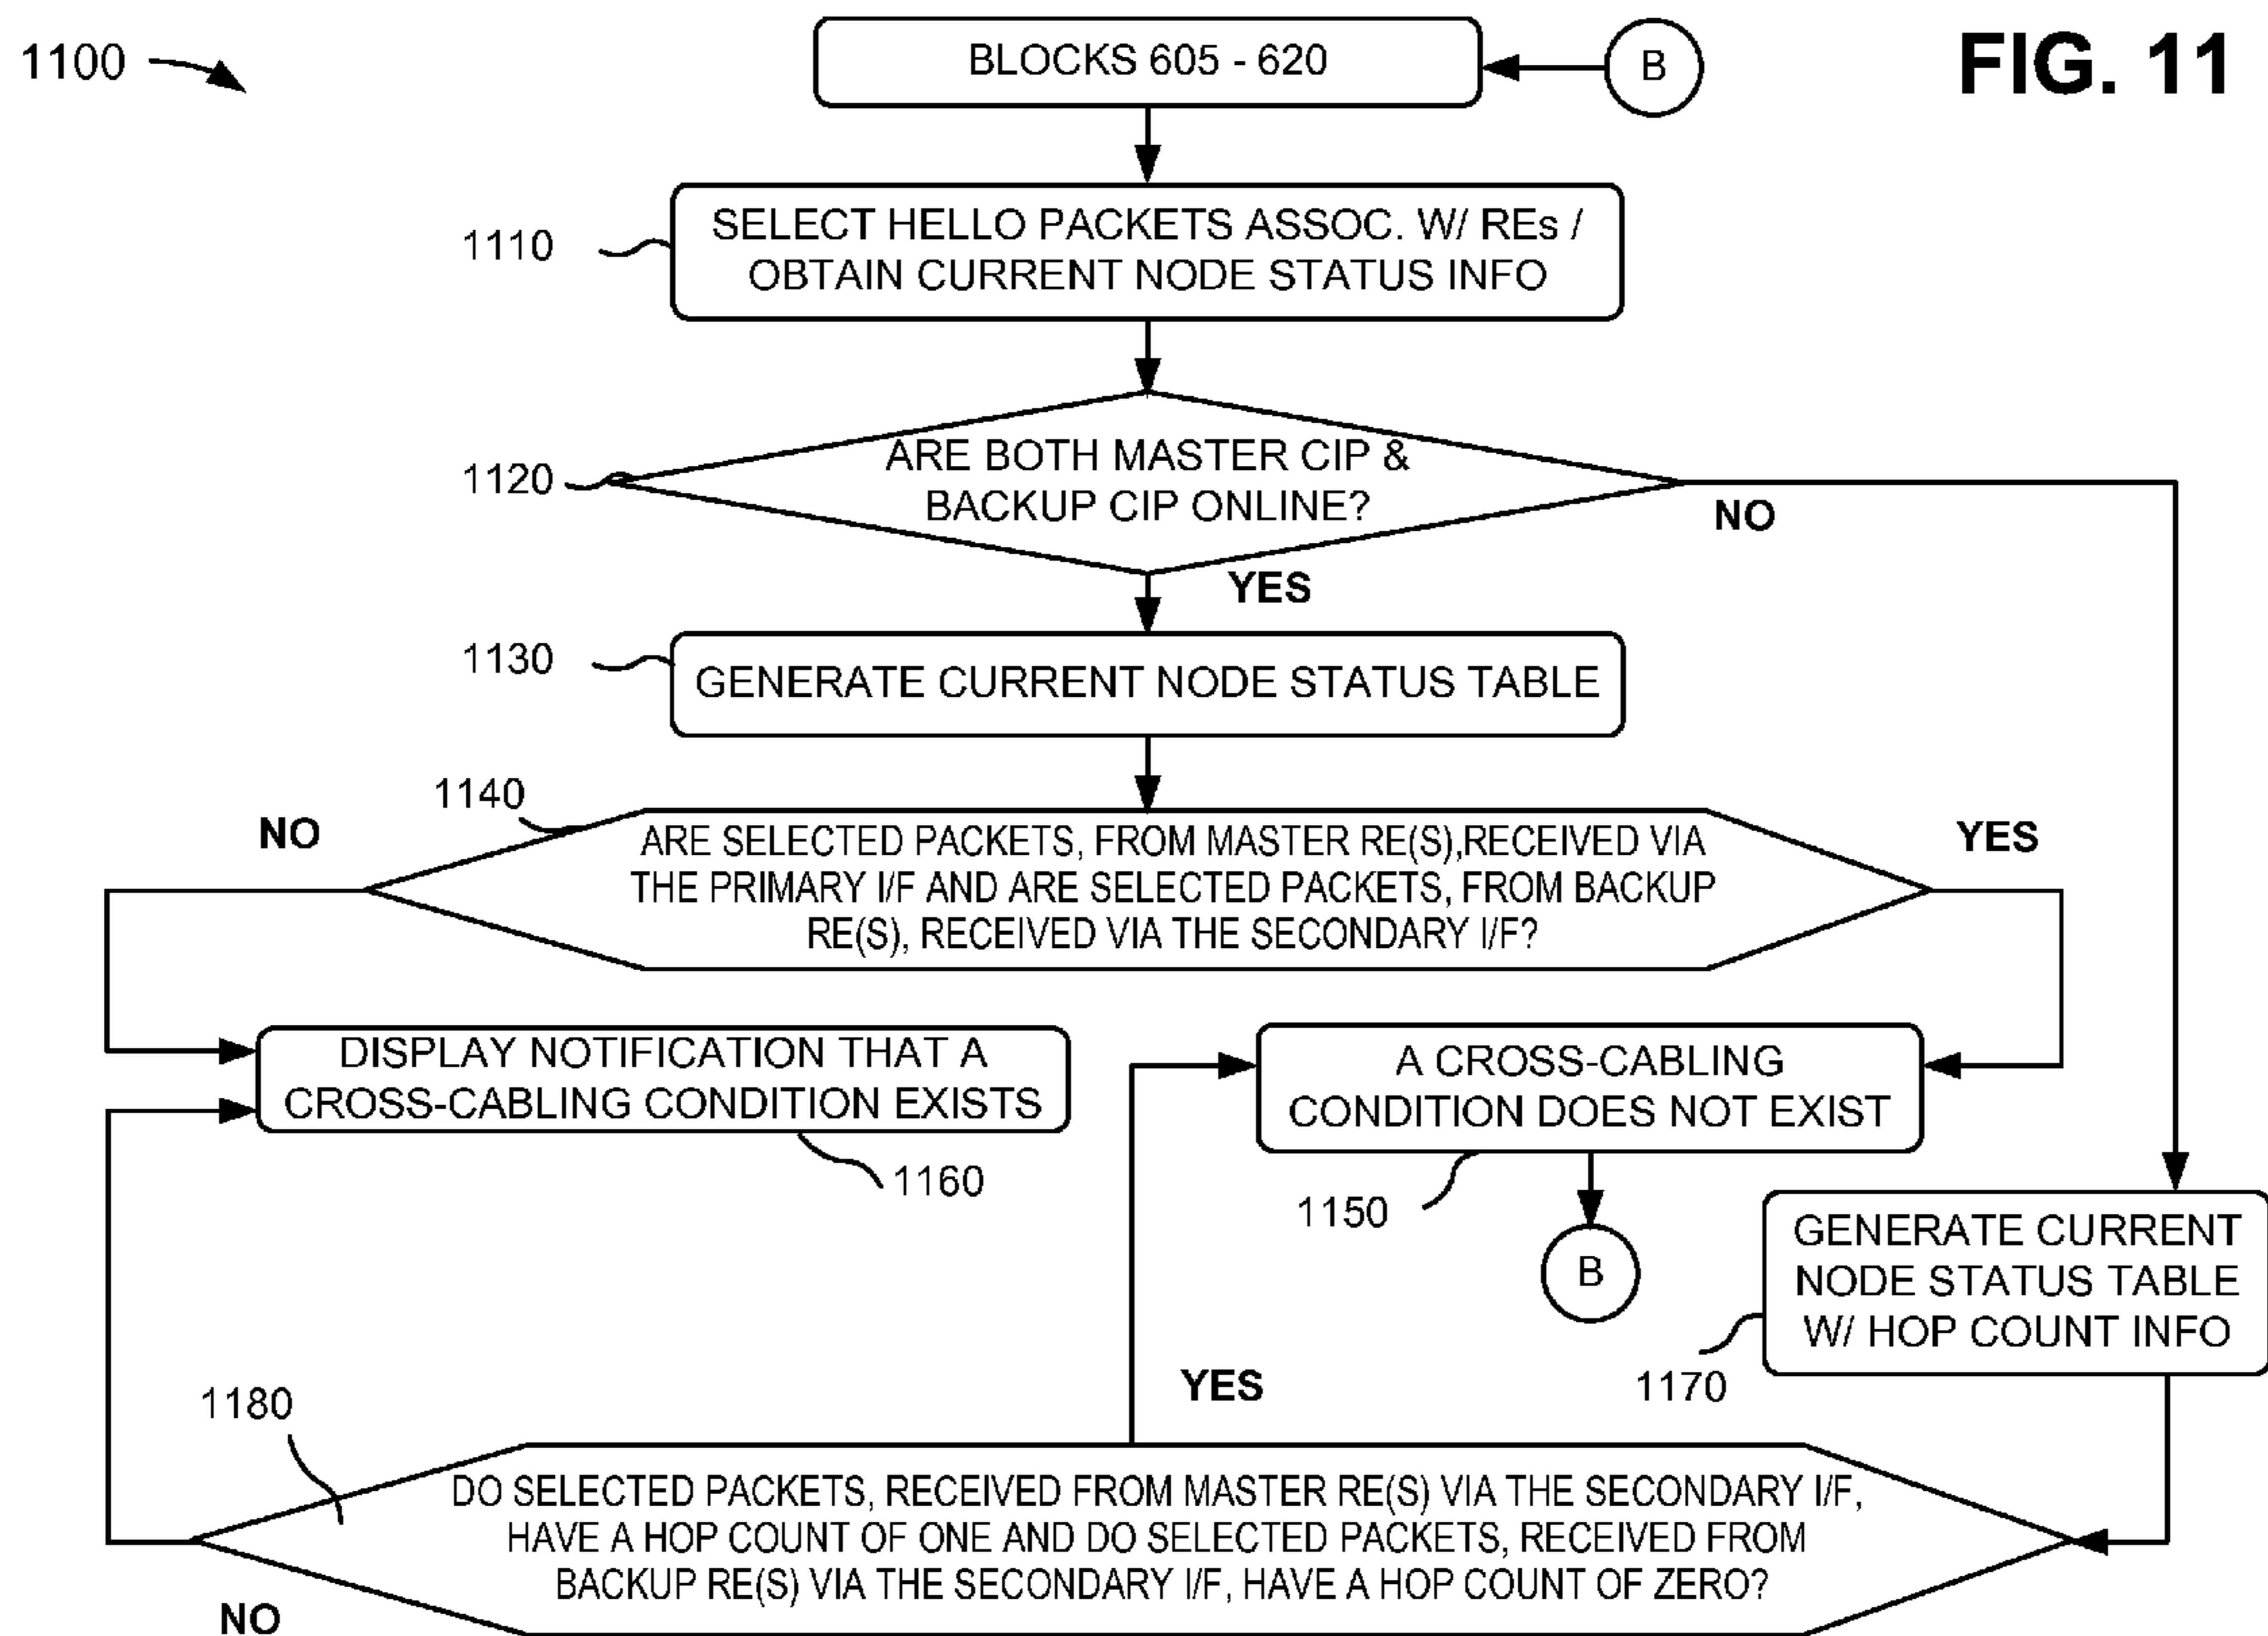 1100
BLOCKS 605 - 620
B
FIG. 11
1110
SELECT HELLO PACKETS ASSOC. W/ REs /
OBTAIN CURRENT NODE STATUS INFO
1120
ARE BOTH MASTER CIP &
BACKUP CIP ONLINE?
NO
YES
1130
GENERATE CURRENT NODE STATUS TABLE
1140
NO
YES
ARE SELECTED PACKETS, FROM MASTER RE(S),RECEIVED VIA
THE PRIMARY I/F AND ARE SELECTED PACKETS, FROM BACKUP
RE(S), RECEIVED VIA THE SECONDARY I/F?
DISPLAY NOTIFICATION THAT A
CROSS-CABLING CONDITION EXISTS
1160
A CROSS-CABLING
CONDITION DOES NOT EXIST
1150
B
GENERATE CURRENT
NODE STATUS TABLE
W/ HOP COUNT INFO
1170
YES
1180
DO SELECTED PACKETS, RECEIVED FROM MASTER RE(S) VIA THE SECONDARY I/F,
HAVE A HOP COUNT OF ONE AND DO SELECTED PACKETS, RECEIVED FROM
BACKUP RE(S) VIA THE SECONDARY I/F, HAVE A HOP COUNT OF ZERO?
NO